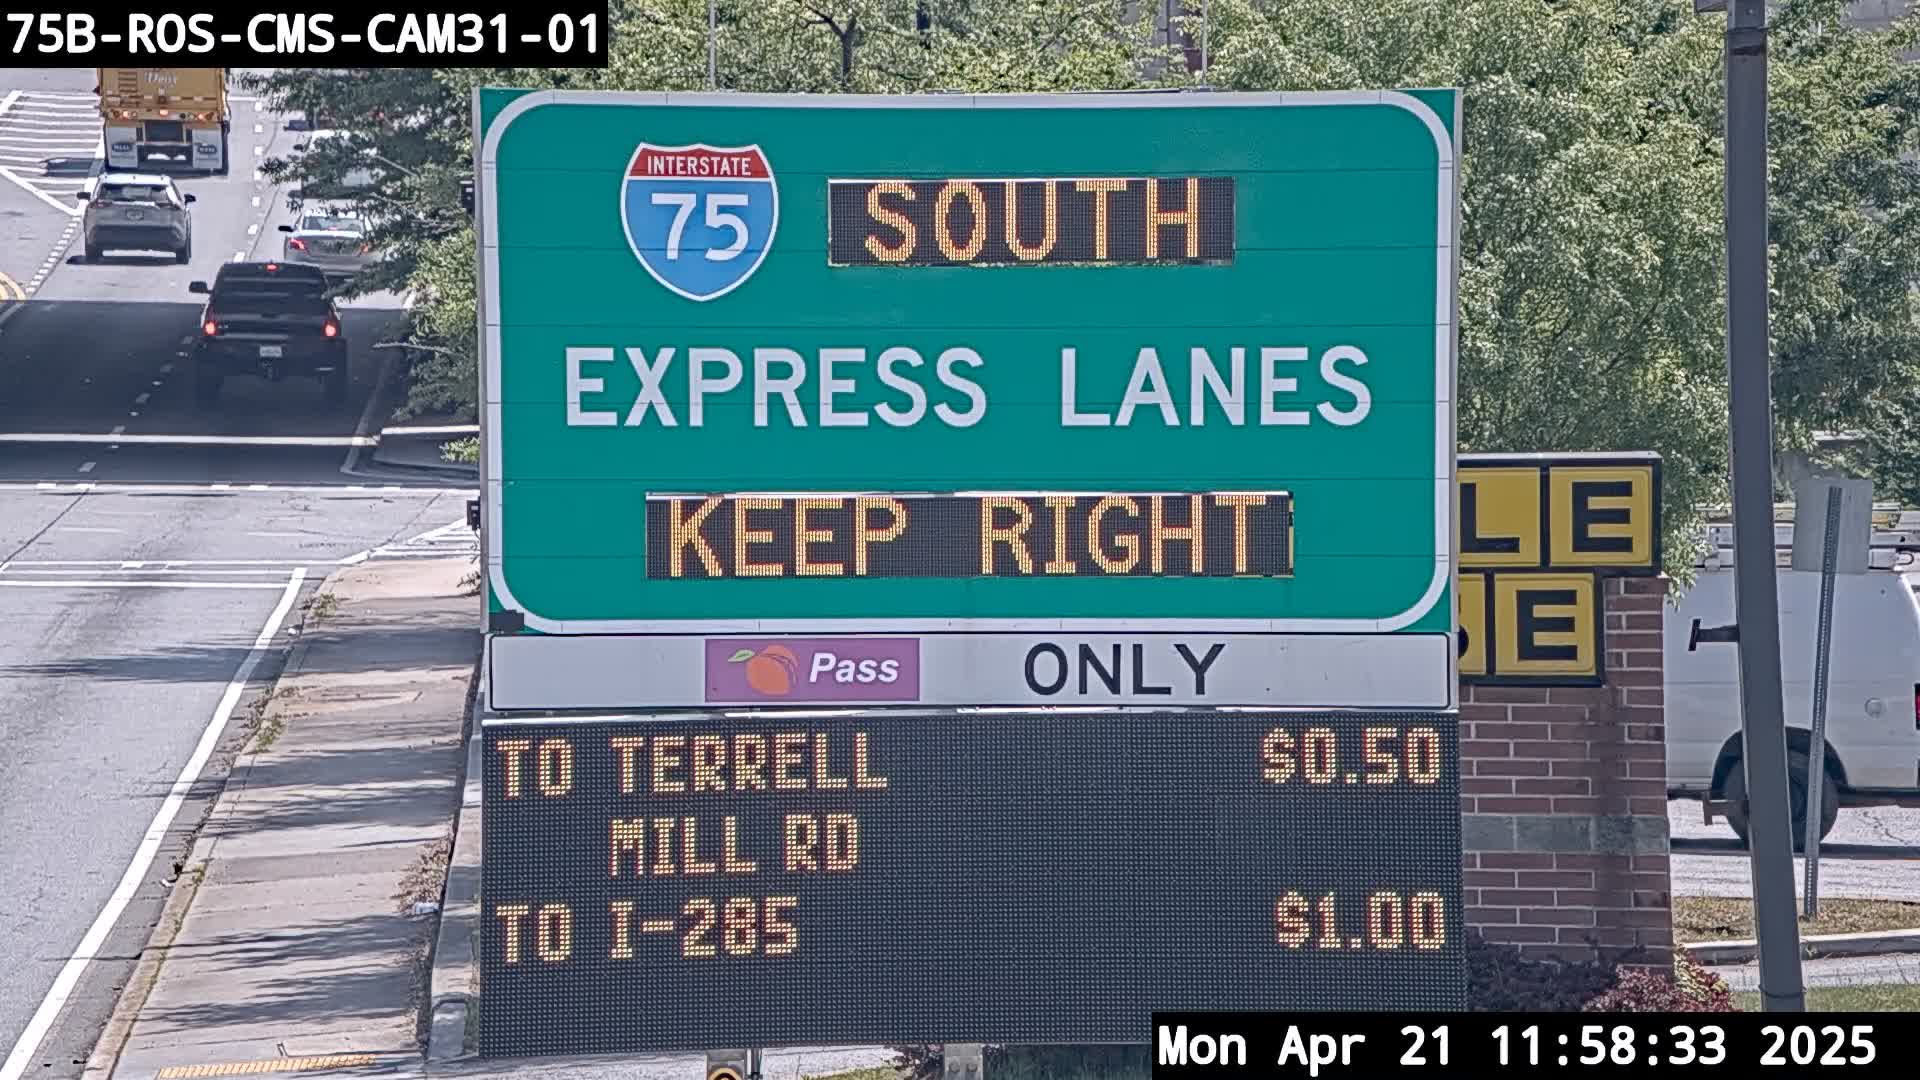 75B-ROS-CMS-CAM31-01
INTERSTATE
75
SOUTH
EXPRESS LANES
KEEP RIGHT
Pass ONLY
TO TERRELL $0.50
MILL RD
TO I-285 $1.00
LE
E
Mon Apr 21 11:58:33 2025